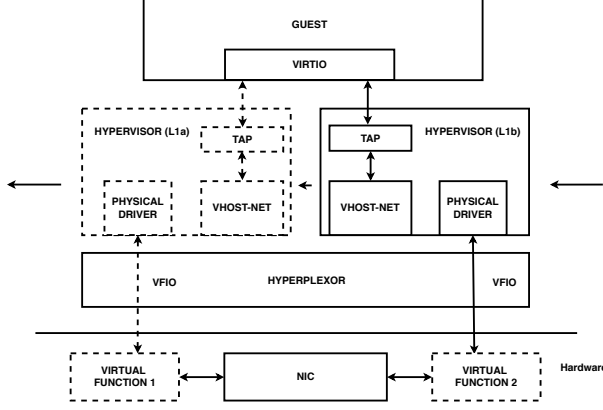 GUEST
VIRTIO
HYPERVISOR (L1a)
HYPERVISOR (L1b)
TAP
TAP
PHYSICAL
DRIVER
VHOST-NET
VHOST-NET
PHYSICAL
DRIVER
VFIO
HYPERPLEXOR
VFIO
VIRTUAL
FUNCTION 1
NIC
VIRTUAL
FUNCTION 2
Hardware